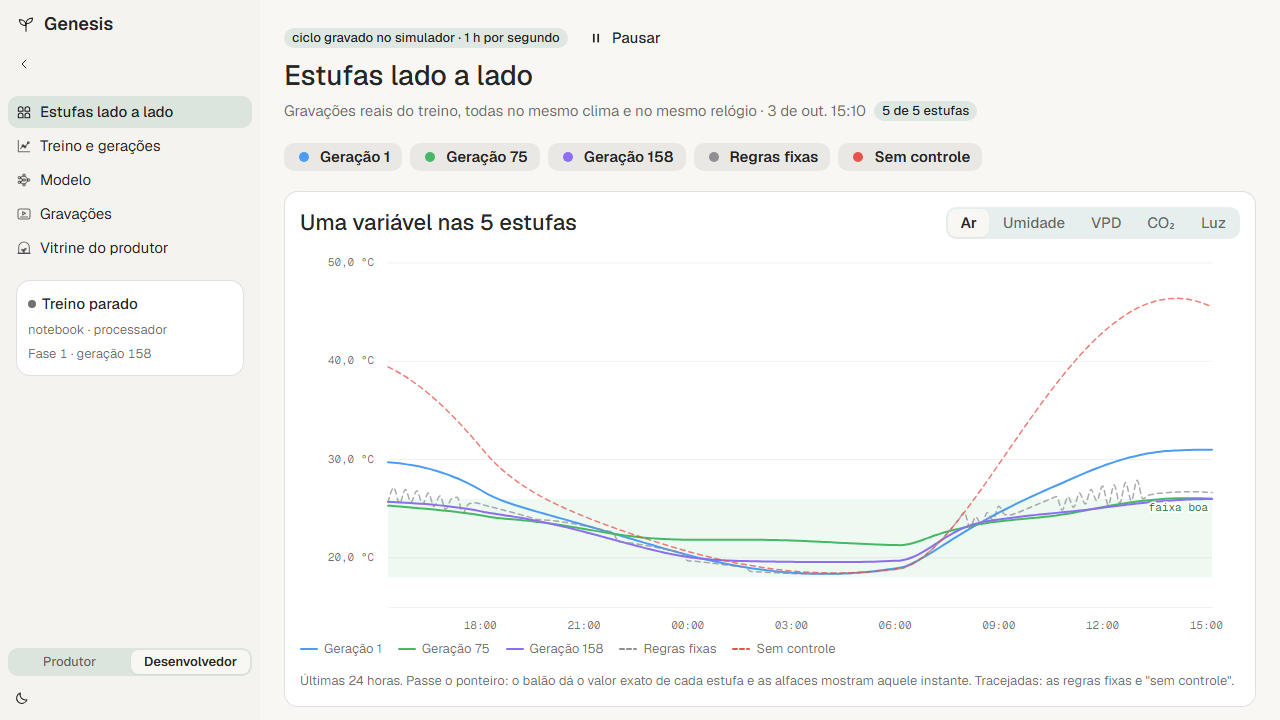 Genesis
Estufas lado a lado
Treino e gerações
Modelo
Gravações
Vitrine do produtor
Treino parado
notebook · processador
Fase 1 · geração 158
Produtor
Desenvolvedor
ciclo gravado no simulador · 1 h por segundo
Pausar
Estufas lado a lado
Gravações reais do treino, todas no mesmo clima e no mesmo relógio · 3 de out. 15:10
5 de 5 estufas
Geração 1
Geração 75
Geração 158
Regras fixas
Sem controle
Uma variável nas 5 estufas
Ar
Umidade
VPD
CO₂
Luz
50,0 °C
40,0 °C
30,0 °C
20,0 °C
faixa boa
18:00
21:00
00:00
03:00
06:00
09:00
12:00
15:00
Geração 1
Geração 75
Geração 158
Regras fixas
Sem controle
Últimas 24 horas. Passe o ponteiro: o balão dá o valor exato de cada estufa e as alfaces mostram aquele instante. Tracejadas: as regras fixas e "sem controle".